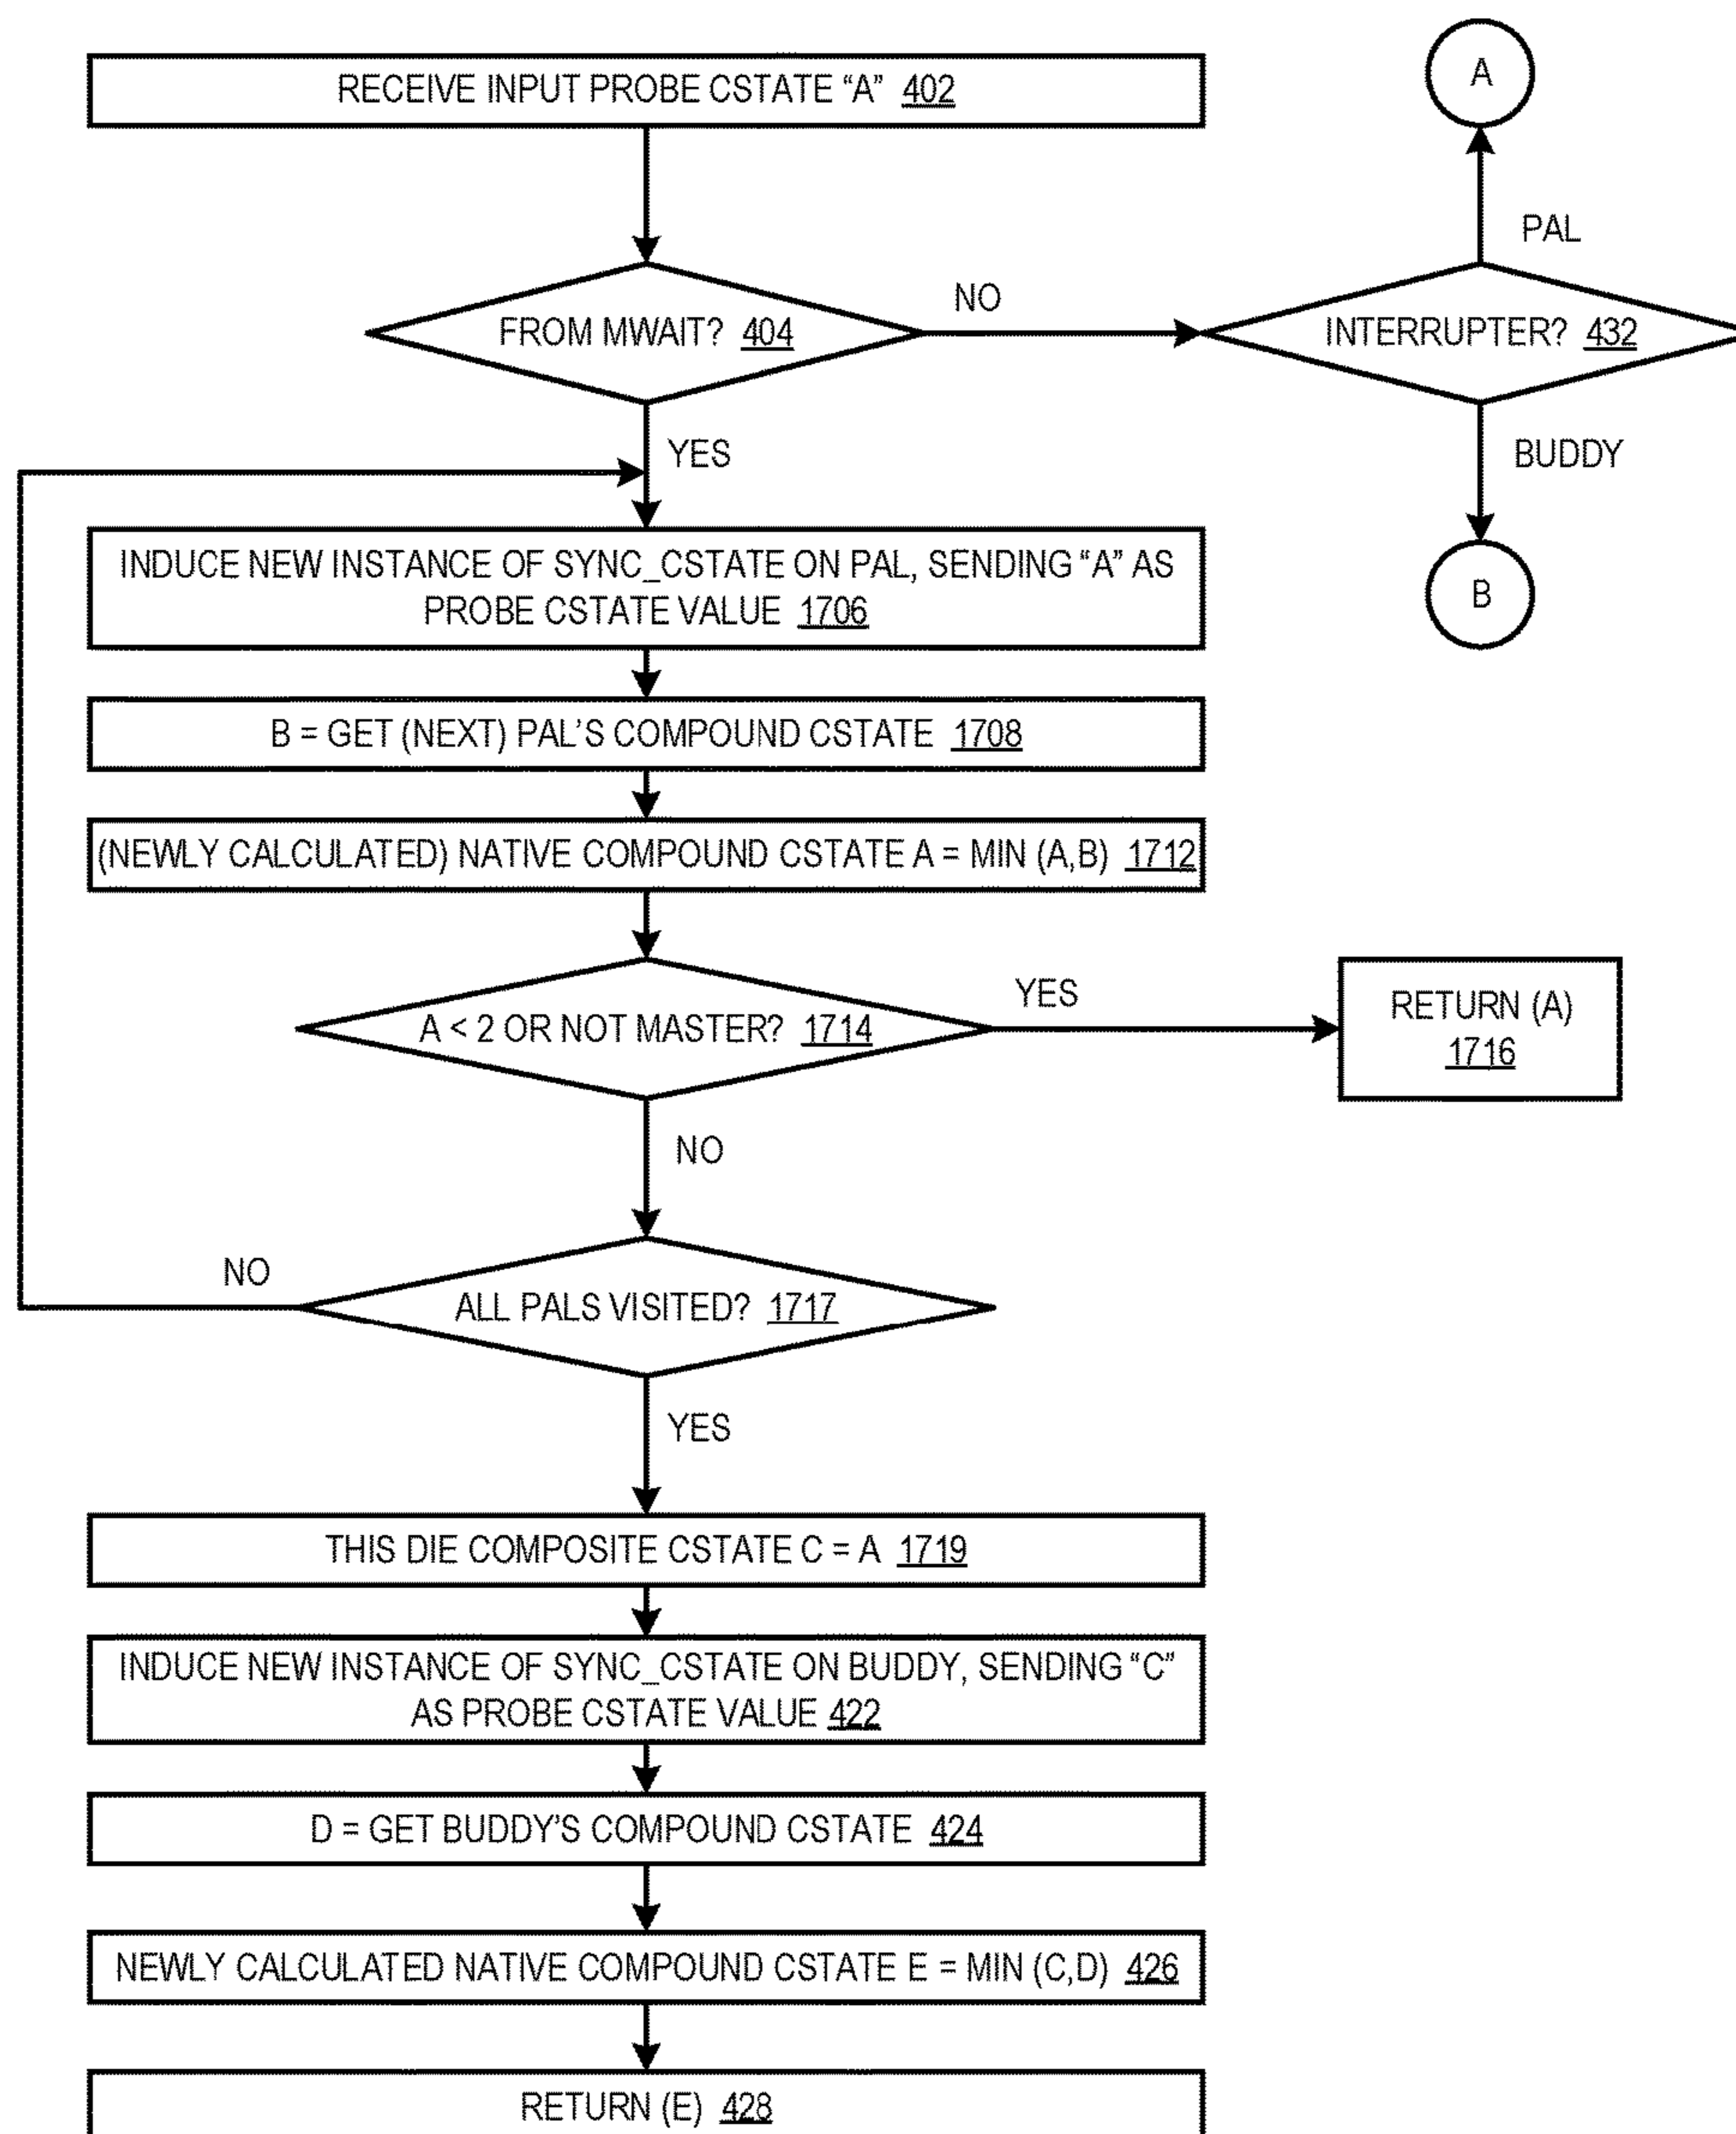 RECEIVE INPUT PROBE CSTATE “A” 402
A
PAL
FROM MWAIT? 404
NO
INTERRUPTER? 432
YES
BUDDY
B
INDUCE NEW INSTANCE OF SYNC_CSTATE ON PAL, SENDING “A” AS
PROBE CSTATE VALUE 1706
B = GET (NEXT) PAL’S COMPOUND CSTATE 1708
(NEWLY CALCULATED) NATIVE COMPOUND CSTATE A = MIN (A,B) 1712
A < 2 OR NOT MASTER? 1714
YES
RETURN (A)
1716
NO
NO
ALL PALS VISITED? 1717
YES
THIS DIE COMPOSITE CSTATE C = A 1719
INDUCE NEW INSTANCE OF SYNC_CSTATE ON BUDDY, SENDING “C”
AS PROBE CSTATE VALUE 422
D = GET BUDDY’S COMPOUND CSTATE 424
NEWLY CALCULATED NATIVE COMPOUND CSTATE E = MIN (C,D) 426
RETURN (E) 428